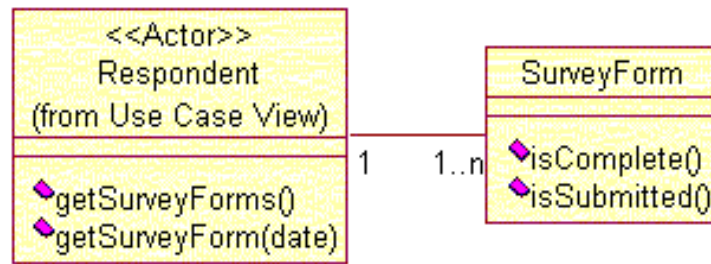 <<Actor>>
Respondent
(from Use Case View)
getSurveyForms()
getSurveyForm(date)
1
1..n
SurveyForm
isComplete()
isSubmitted()